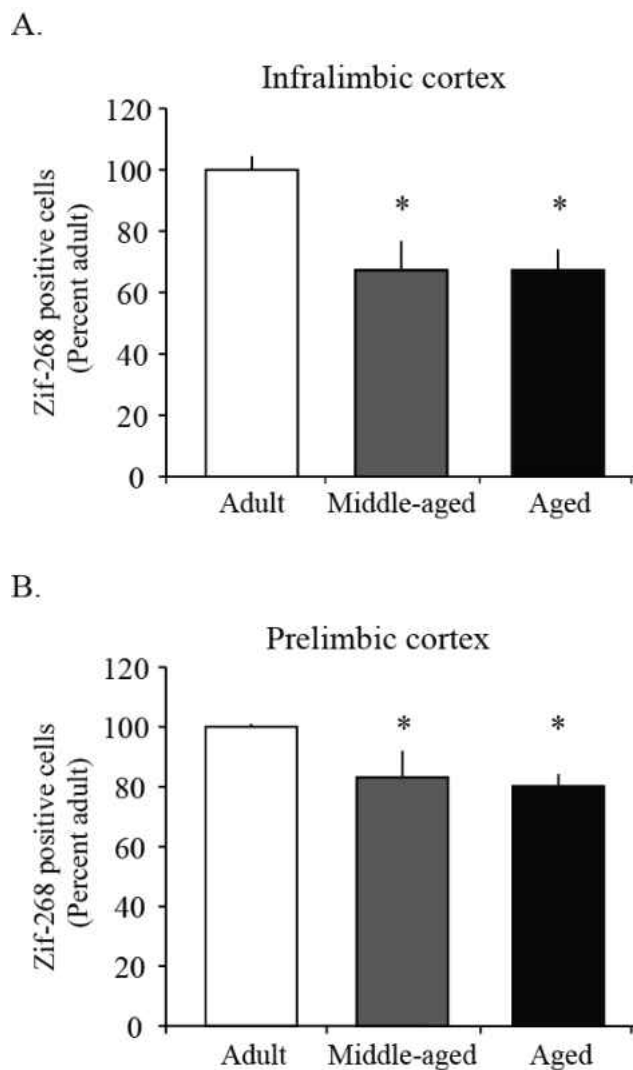 A.
Infralimbic cortex
Zif-268 positive cells
(Percent adult)
120
100
80
60
40
20
0
*
*
Adult
Middle-aged
Aged
B.
Prelimbic cortex
Zif-268 positive cells
(Percent adult)
120
100
80
60
40
20
0
*
*
Adult
Middle-aged
Aged